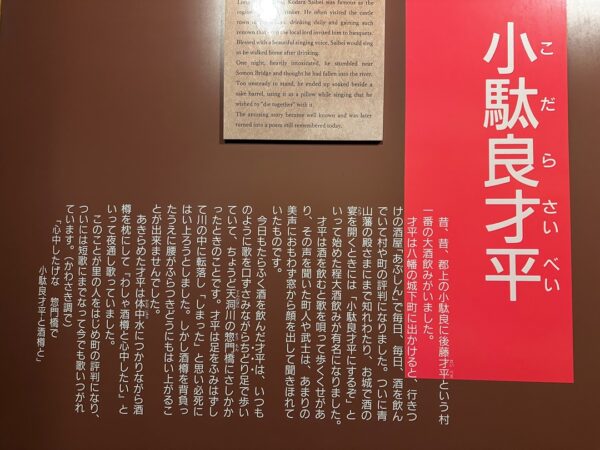 小駄良才平
こだらさいべい
region's ... drinker. He often visited the castle
town ..., drinking daily and gaining such
renown that even the local lord invited him to banquets.
Blessed with a beautiful singing voice, Saibei would sing
as he walked home after drinking.
One night, heavily intoxicated, he stumbled near
Somon Bridge and thought he had fallen into the river.
Too unsteady to stand, he ended up soaked beside a
sake barrel, using it as a pillow while singing that he
wished to "die together" with it.
The amusing story became well known and was later
turned into a poem still remembered today.
昔、昔、郡上の小駄良に後藤才平という村
一番の大酒飲みがいました。
才平は八幡の城下町に出かけると、行きつ
けの酒屋「あぶしん」で毎日、毎日、酒を飲ん
でいて村や町の評判になりました。ついに青
山藩の殿さまにまで知れわたり、お城で酒の
宴を開くときには「小駄良才平にするぞ」と
いって始めた程大酒飲みが有名になりました。
才平は酒を飲むと歌を唄って歩くくせがあ
り、その声を聞いた町人や武士は、あまりの
美声におもわず窓から顔を出して聞きほれて
いたものです。
今日もたらふく酒を飲んだ才平は、いつも
のように歌を口ずさみながらちどり足で歩い
ていて、ちょうど天河川の惣門橋にさしかか
ったときのことです。才平は足をふみはずし
て川の中に転落し「しまった」と思い必死に
はい上ろうとしました。しかし酒樽を背負っ
たうえに腰がふらつきどうにもはい上がるこ
とが出来ませんでした。
あきらめた才平は体中水につかりながら酒
樽を枕にして「わしゃ酒樽と心中したい」と
いって夜通し歌っていました。
このことが里の人をはじめ町の評判になり、
ついには短歌にまでなって今でも歌いつがれ
ています。（かわさき調で）
「心中したげな　惣門橋で
小駄良才平と酒樽と」